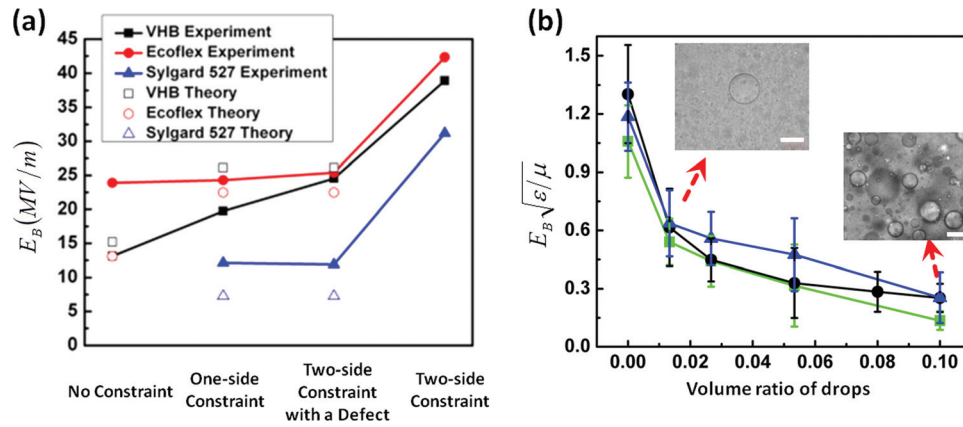 (a)
VHB Experiment
Ecoflex Experiment
Sylgard 527 Experiment
VHB Theory
Ecoflex Theory
Sylgard 527 Theory
45
40
35
30
25
20
15
10
5
0
E_B (MV/m)
No Constraint
One-side
Constraint
Two-side
Constraint
with a Defect
Two-side
Constraint
(b)
1.5
1.2
0.9
0.6
0.3
0.0
E_B√ε/μ
0.00
0.02
0.04
0.06
0.08
0.10
Volume ratio of drops